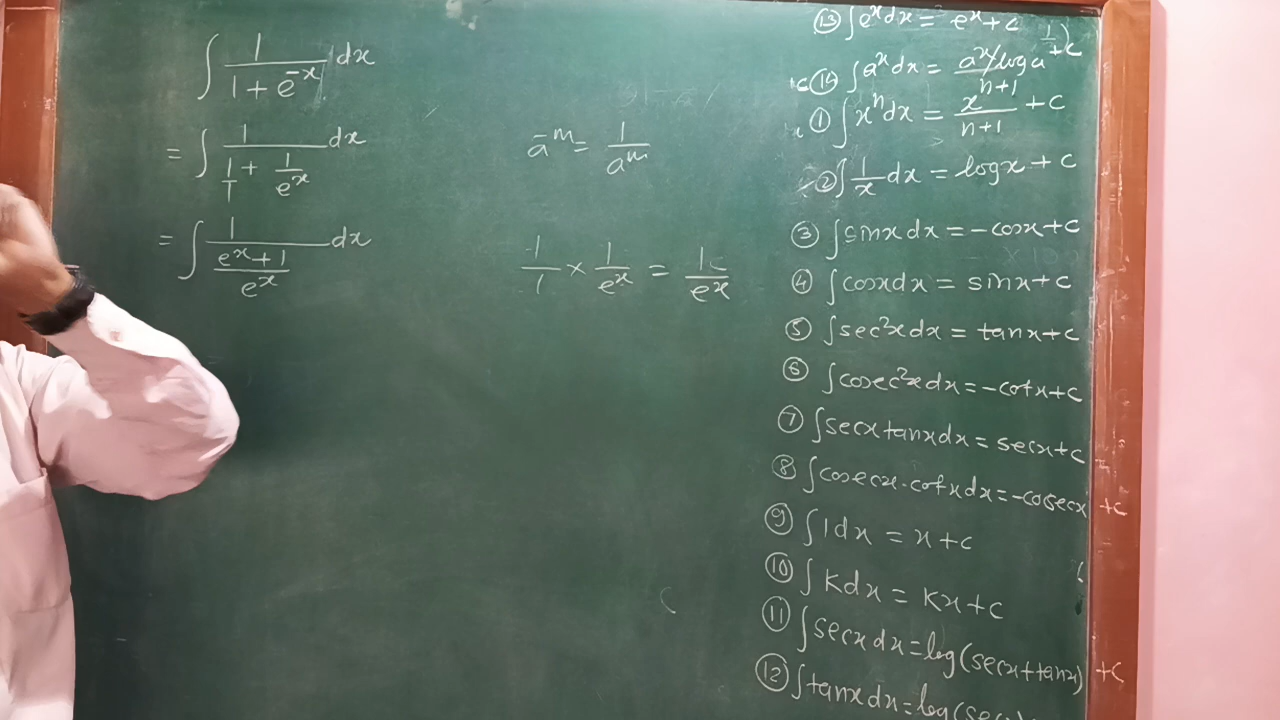 ∫ 1/(1 + e^-x) dx
= ∫ 1/(1/1 + 1/e^x) dx
= ∫ 1/((e^x + 1)/e^x) dx
a^-m = 1/a^m
1/1 × 1/e^x = 1/e^x
⑬ ∫e^x dx = e^x + c
⑭ ∫a^x dx = a^x/log a + c
① ∫x^n dx = x^(n+1)/(n+1) + c
② ∫ 1/x dx = log x + c
③ ∫sinx dx = -cosx + c
④ ∫cosx dx = sinx + c
⑤ ∫sec²x dx = tanx + c
⑥ ∫cosec²x dx = -cotx + c
⑦ ∫secx tanx dx = secx + c
⑧ ∫cosecx·cotx dx = -cosecx + c
⑨ ∫1dx = x + c
⑩ ∫Kdx = Kx + c
⑪ ∫secx dx = log(secx + tanx) + c
⑫ ∫tanx dx = log(secx)